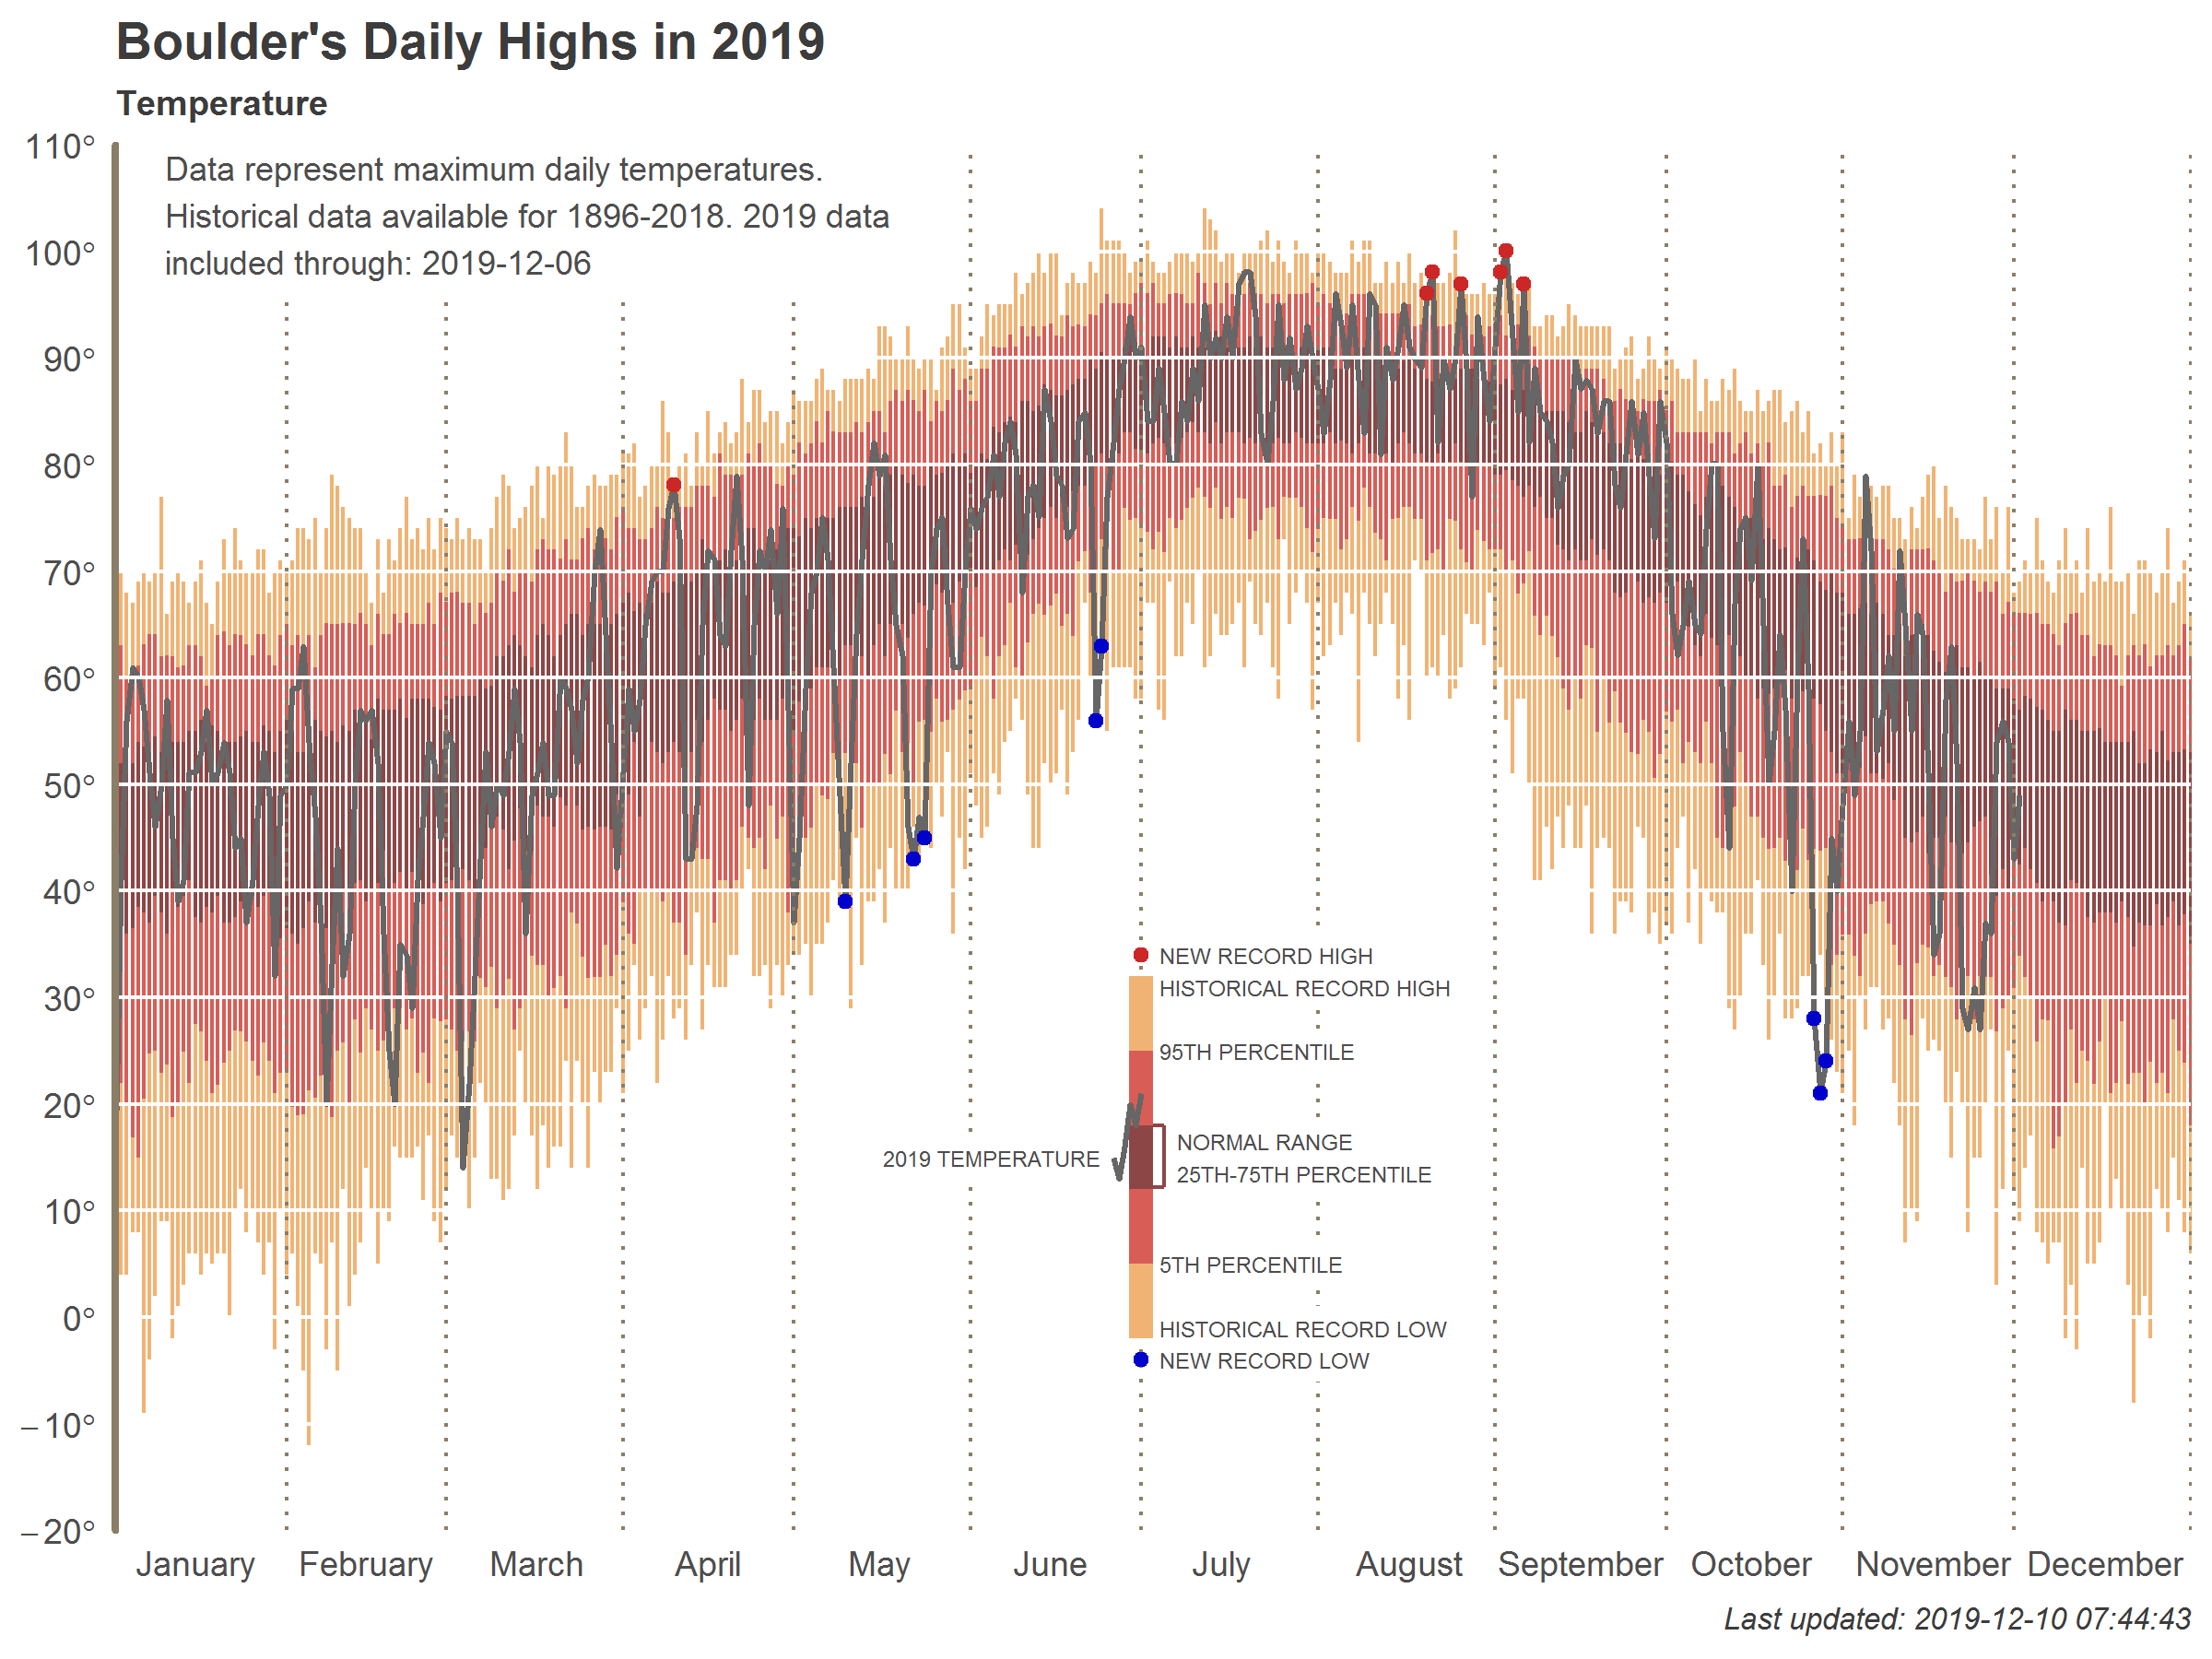 Boulder's Daily Highs in 2019
Temperature
110°
Data represent maximum daily temperatures.
Historical data available for 1896-2018. 2019 data
included through: 2019-12-06
100°
90°
80°
70°
60°
50°
40°
30°
20°
10°
0°
−10°
−20°
NEW RECORD HIGH
HISTORICAL RECORD HIGH
95TH PERCENTILE
NORMAL RANGE
25TH-75TH PERCENTILE
2019 TEMPERATURE
5TH PERCENTILE
HISTORICAL RECORD LOW
NEW RECORD LOW
January February March April May June July August September October November December
Last updated: 2019-12-10 07:44:43